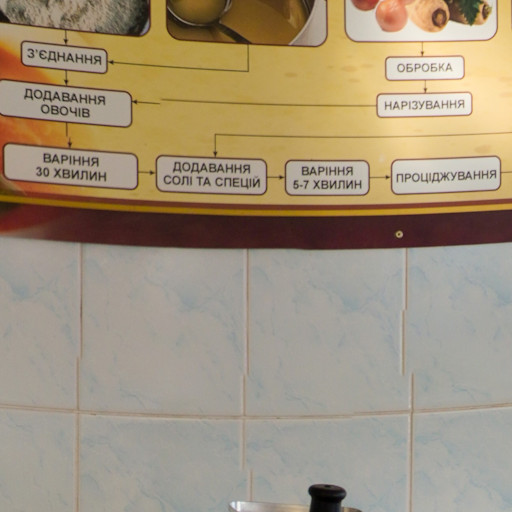 З'ЄДНАННЯ
ОБРОБКА
ДОДАВАННЯ
ОВОЧІВ
НАРІЗУВАННЯ
ВАРІННЯ
30 ХВИЛИН
ДОДАВАННЯ
СОЛІ ТА СПЕЦІЙ
ВАРІННЯ
5-7 ХВИЛИН
ПРОЦІДЖУВАННЯ